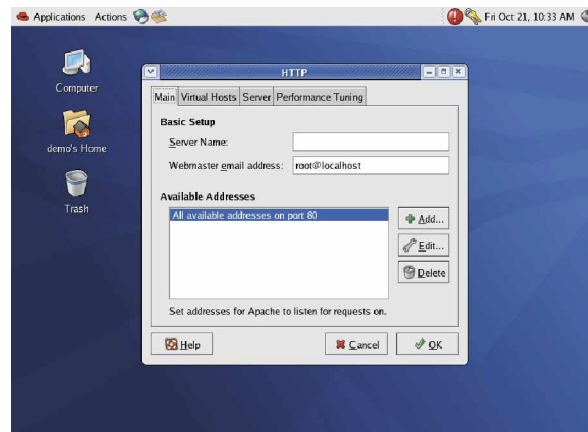 Applications Actions Fri Oct 21, 10:33 AM
Computer
demo's Home
Trash
HTTP
Main Virtual Hosts Server Performance Tuning
Basic Setup
Server Name:
Webmaster email address: root@localhost
Available Addresses
All available addresses on port 80
Add...
Edit...
Delete
Set addresses for Apache to listen for requests on.
Help Cancel OK